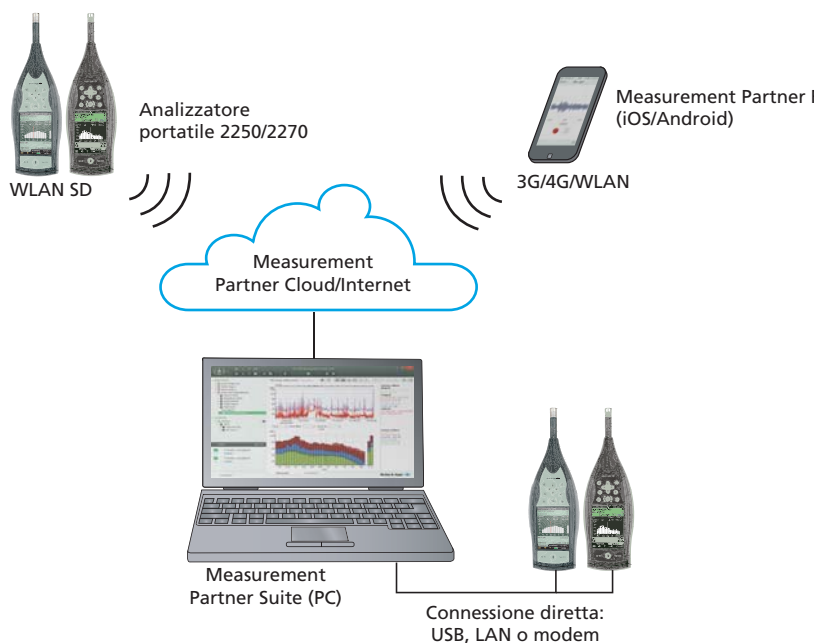 Analizzatore
portatile 2250/2270
WLAN SD
Measurement Partner
(iOS/Android)
3G/4G/WLAN
Measurement
Partner Cloud/Internet
Measurement
Partner Suite (PC)
Connessione diretta:
USB, LAN o modem